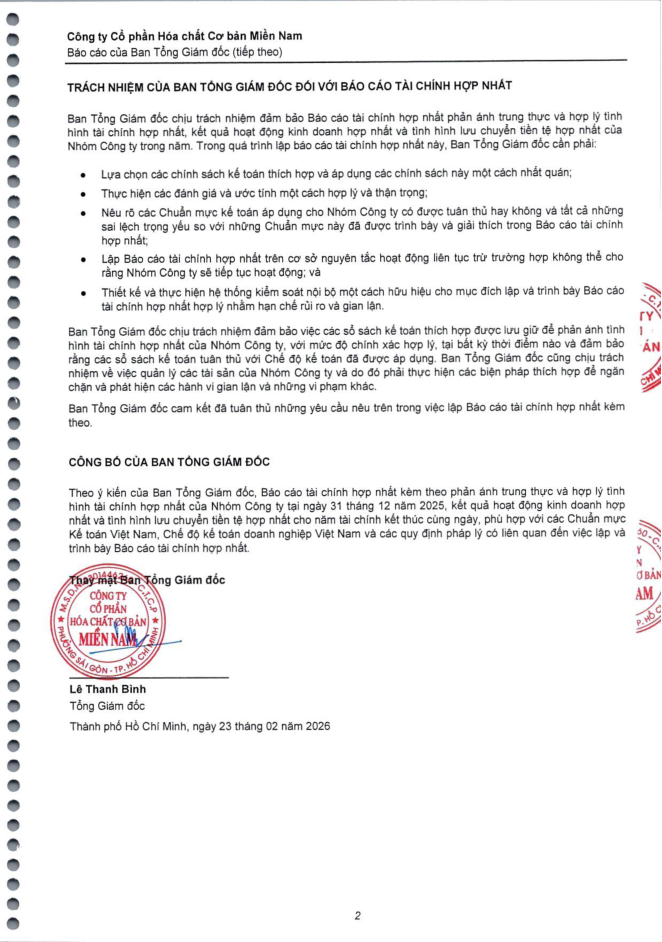 Công ty Cổ phần Hóa chất Cơ bản Miền Nam
Báo cáo của Ban Tổng Giám đốc (tiếp theo)
TRÁCH NHIỆM CỦA BAN TỔNG GIÁM ĐỐC ĐỐI VỚI BÁO CÁO TÀI CHÍNH HỢP NHẤT
Ban Tổng Giám đốc chịu trách nhiệm đảm bảo Báo cáo tài chính hợp nhất phản ánh trung thực và hợp lý tình
hình tài chính hợp nhất, kết quả hoạt động kinh doanh hợp nhất và tình hình lưu chuyển tiền tệ hợp nhất của
Nhóm Công ty trong năm. Trong quá trình lập báo cáo tài chính hợp nhất này, Ban Tổng Giám đốc cần phải:
• Lựa chọn các chính sách kế toán thích hợp và áp dụng các chính sách này một cách nhất quán;
• Thực hiện các đánh giá và ước tính một cách hợp lý và thận trọng;
• Nêu rõ các Chuẩn mực kế toán áp dụng cho Nhóm Công ty có được tuân thủ hay không và tất cả những
sai lệch trọng yếu so với những Chuẩn mực này đã được trình bày và giải thích trong Báo cáo tài chính
hợp nhất;
• Lập Báo cáo tài chính hợp nhất trên cơ sở nguyên tắc hoạt động liên tục trừ trường hợp không thể cho
rằng Nhóm Công ty sẽ tiếp tục hoạt động; và
• Thiết kế và thực hiện hệ thống kiểm soát nội bộ một cách hữu hiệu cho mục đích lập và trình bày Báo cáo
tài chính hợp nhất hợp lý nhằm hạn chế rủi ro và gian lận.
Ban Tổng Giám đốc chịu trách nhiệm đảm bảo việc các sổ sách kế toán thích hợp được lưu giữ để phản ánh tình
hình tài chính hợp nhất của Nhóm Công ty, với mức độ chính xác hợp lý, tại bất kỳ thời điểm nào và đảm bảo
rằng các sổ sách kế toán tuân thủ với Chế độ kế toán đã được áp dụng. Ban Tổng Giám đốc cũng chịu trách
nhiệm về việc quản lý các tài sản của Nhóm Công ty và do đó phải thực hiện các biện pháp thích hợp để ngăn
chặn và phát hiện các hành vi gian lận và những vi phạm khác.
Ban Tổng Giám đốc cam kết đã tuân thủ những yêu cầu nêu trên trong việc lập Báo cáo tài chính hợp nhất kèm
theo.
CÔNG BỐ CỦA BAN TỔNG GIÁM ĐỐC
Theo ý kiến của Ban Tổng Giám đốc, Báo cáo tài chính hợp nhất kèm theo phản ánh trung thực và hợp lý tình
hình tài chính hợp nhất của Nhóm Công ty tại ngày 31 tháng 12 năm 2025, kết quả hoạt động kinh doanh hợp
nhất và tình hình lưu chuyển tiền tệ hợp nhất cho năm tài chính kết thúc cùng ngày, phù hợp với các Chuẩn mực
Kế toán Việt Nam, Chế độ kế toán doanh nghiệp Việt Nam và các quy định pháp lý có liên quan đến việc lập và
trình bày Báo cáo tài chính hợp nhất.
Thay mặt Ban Tổng Giám đốc
CÔNG TY
CỔ PHẦN
HÓA CHẤT CƠ BẢN
MIỀN NAM
PHƯỜNG SÀI GÒN - TP. HỒ CHÍ MINH
Lê Thanh Bình
Tổng Giám đốc
Thành phố Hồ Chí Minh, ngày 23 tháng 02 năm 2026
2